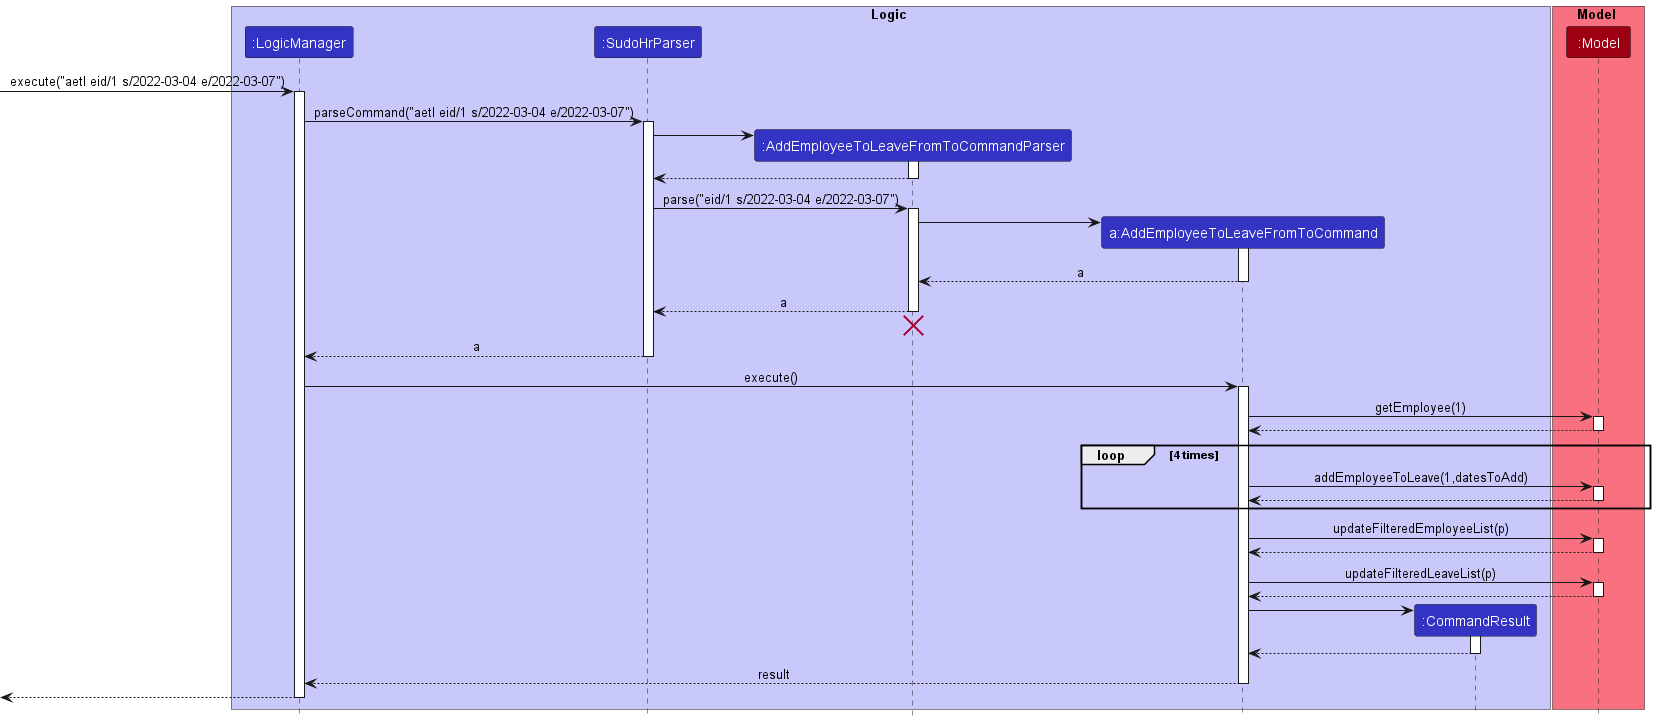 Logic
Model
:LogicManager
:SudoHrParser
:Model
execute("aetl eid/1 s/2022-03-04 e/2022-03-07")
parseCommand("aetl eid/1 s/2022-03-04 e/2022-03-07")
:AddEmployeeToLeaveFromToCommandParser
parse("eid/1 s/2022-03-04 e/2022-03-07")
a:AddEmployeeToLeaveFromToCommand
a
a
a
execute()
getEmployee(1)
loop [4 times]
addEmployeeToLeave(1,datesToAdd)
updateFilteredEmployeeList(p)
updateFilteredLeaveList(p)
:CommandResult
result